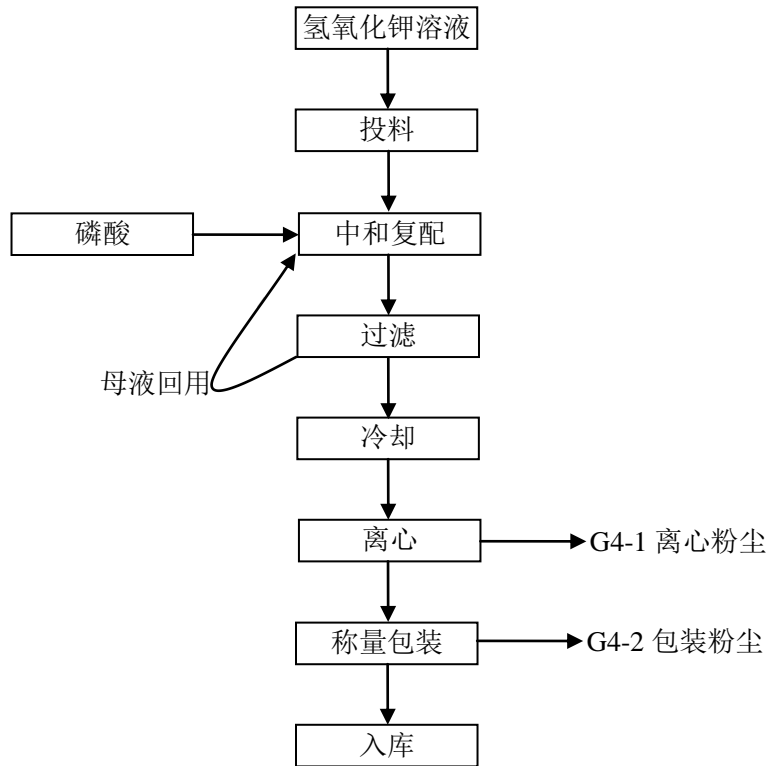 氢氧化钾溶液
投料
磷酸
中和复配
过滤
母液回用
冷却
离心
G4-1 离心粉尘
称量包装
G4-2 包装粉尘
入库